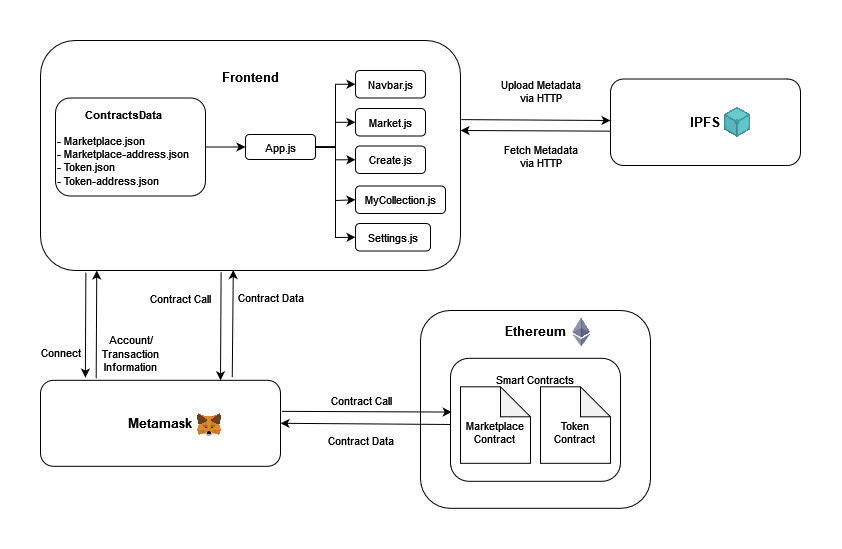 Frontend
ContractsData
- Marketplace.json
- Marketplace-address.json
- Token.json
- Token-address.json
App.js
Navbar.js
Market.js
Create.js
MyCollection.js
Settings.js
Upload Metadata
via HTTP
Fetch Metadata
via HTTP
IPFS
Connect
Account/
Transaction
Information
Contract Call
Contract Data
Metamask
Contract Call
Contract Data
Ethereum
Smart Contracts
Marketplace
Contract
Token
Contract